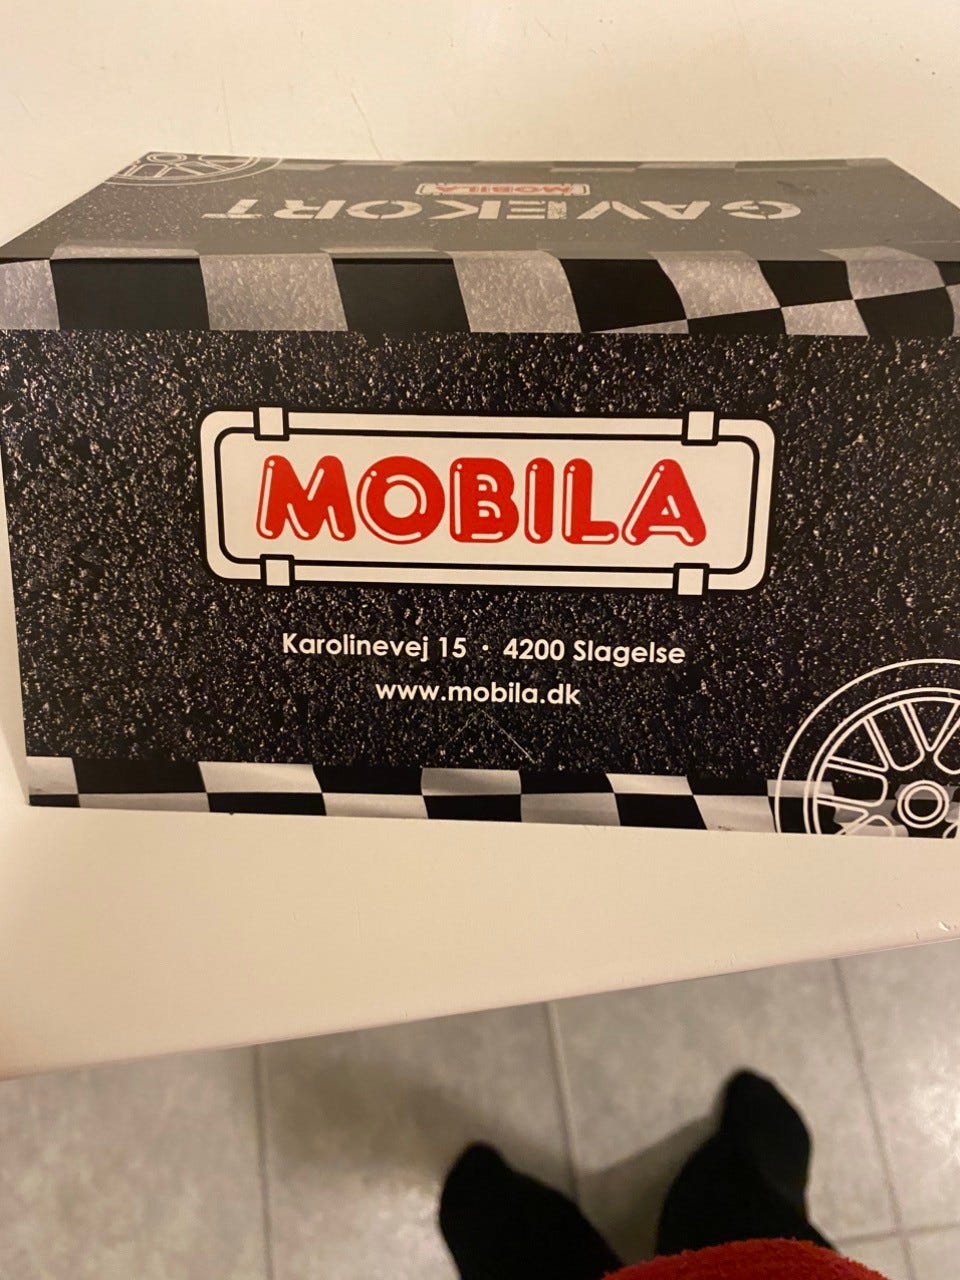 MOBILA
GAVEKORT
MOBILA
Karolinevej 15 • 4200 Slagelse
www.mobila.dk